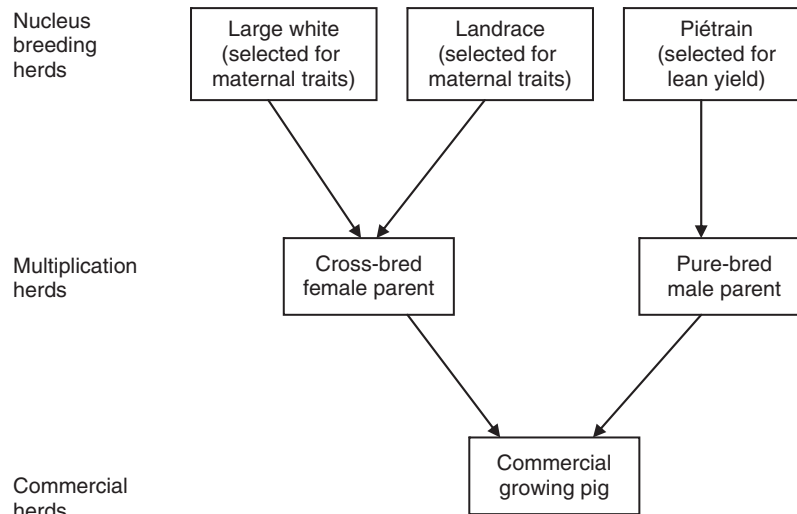 Nucleus
breeding
herds
Large white
(selected for
maternal traits)
Landrace
(selected for
maternal traits)
Piétrain
(selected for
lean yield)
Multiplication
herds
Cross-bred
female parent
Pure-bred
male parent
Commercial
growing pig
Commercial
herds